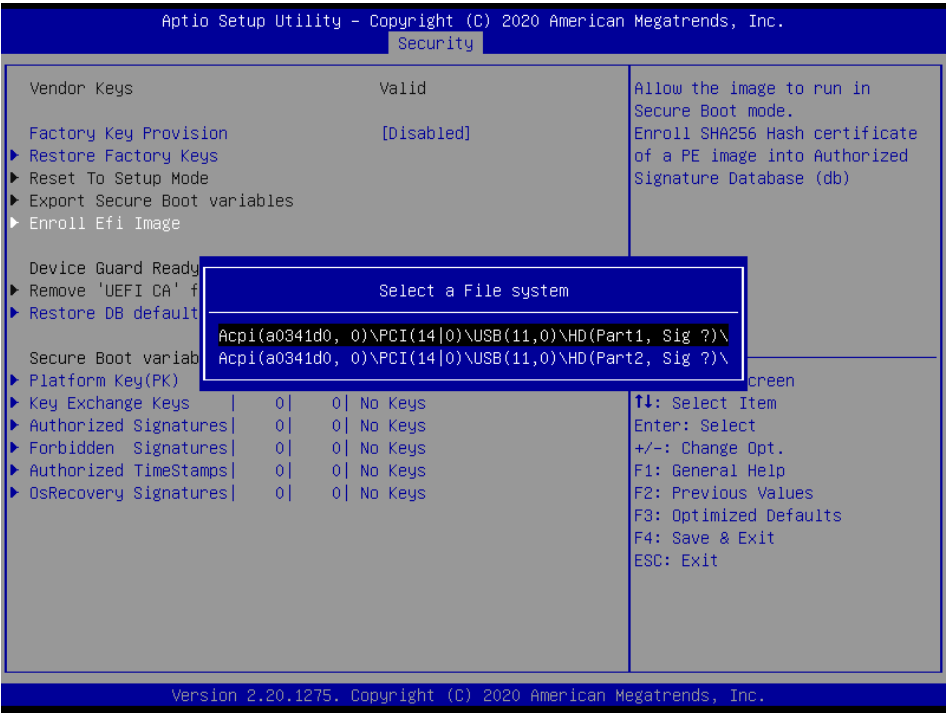 Aptio Setup Utility – Copyright (C) 2020 American Megatrends, Inc.
Security
Vendor Keys Valid
Factory Key Provision [Disabled]
Restore Factory Keys
Reset To Setup Mode
Export Secure Boot variables
Enroll Efi Image
Device Guard Ready
Remove 'UEFI CA' f
Restore DB default
Secure Boot variab
Platform Key(PK)
Key Exchange Keys | 0| 0| No Keys
Authorized Signatures| 0| 0| No Keys
Forbidden Signatures| 0| 0| No Keys
Authorized TimeStamps| 0| 0| No Keys
OsRecovery Signatures| 0| 0| No Keys
Select a File system
Acpi(a0341d0, 0)\PCI(14|0)\USB(11,0)\HD(Part1, Sig ?)\
Acpi(a0341d0, 0)\PCI(14|0)\USB(11,0)\HD(Part2, Sig ?)\
Allow the image to run in
Secure Boot mode.
Enroll SHA256 Hash certificate
of a PE image into Authorized
Signature Database (db)
creen
↑↓: Select Item
Enter: Select
+/-: Change Opt.
F1: General Help
F2: Previous Values
F3: Optimized Defaults
F4: Save & Exit
ESC: Exit
Version 2.20.1275. Copyright (C) 2020 American Megatrends, Inc.